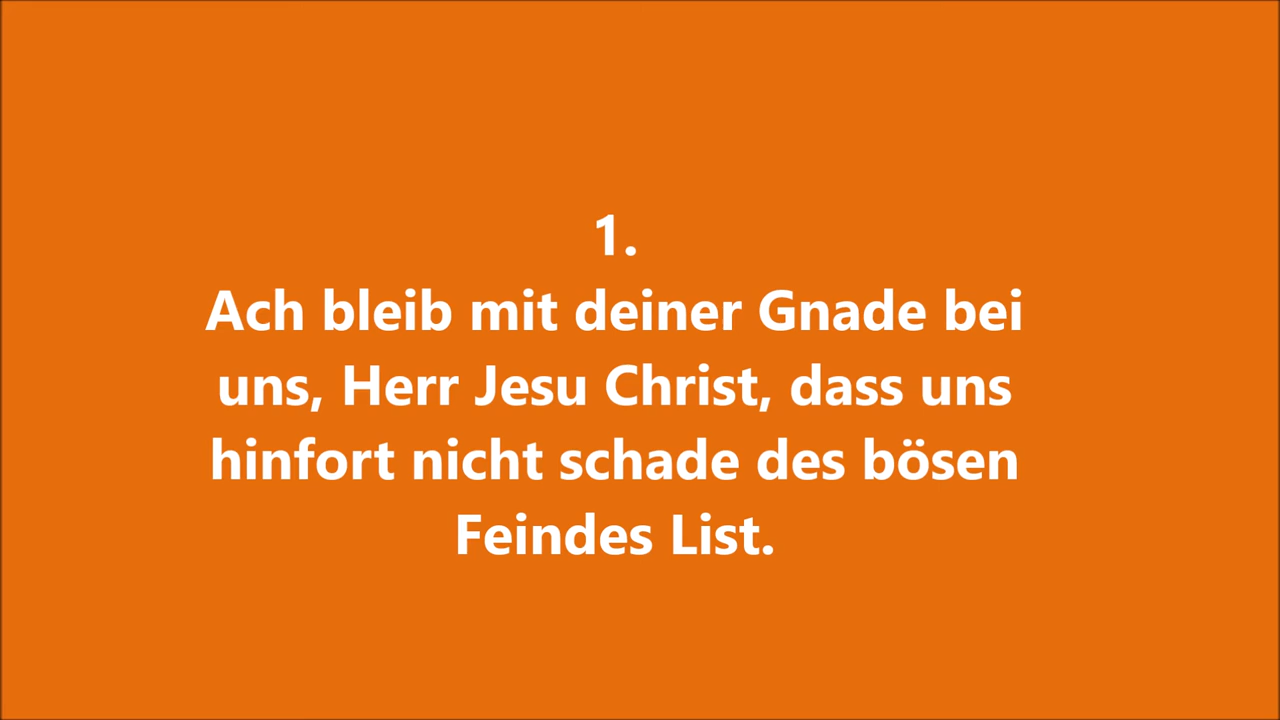 1.
Ach bleib mit deiner Gnade bei
uns, Herr Jesu Christ, dass uns
hinfort nicht schade des bösen
Feindes List.